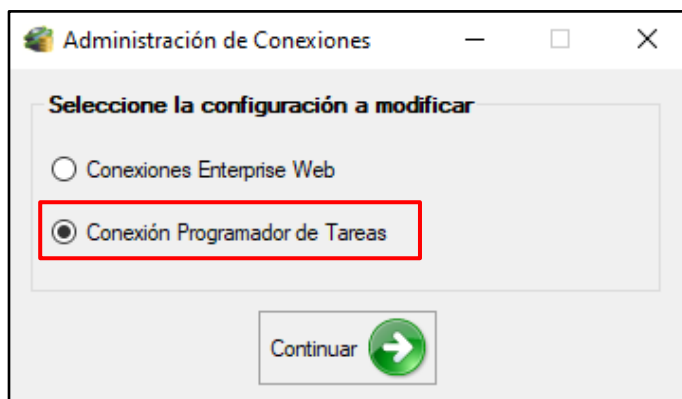 Administración de Conexiones
Seleccione la configuración a modificar
Conexiones Enterprise Web
Conexión Programador de Tareas
Continuar